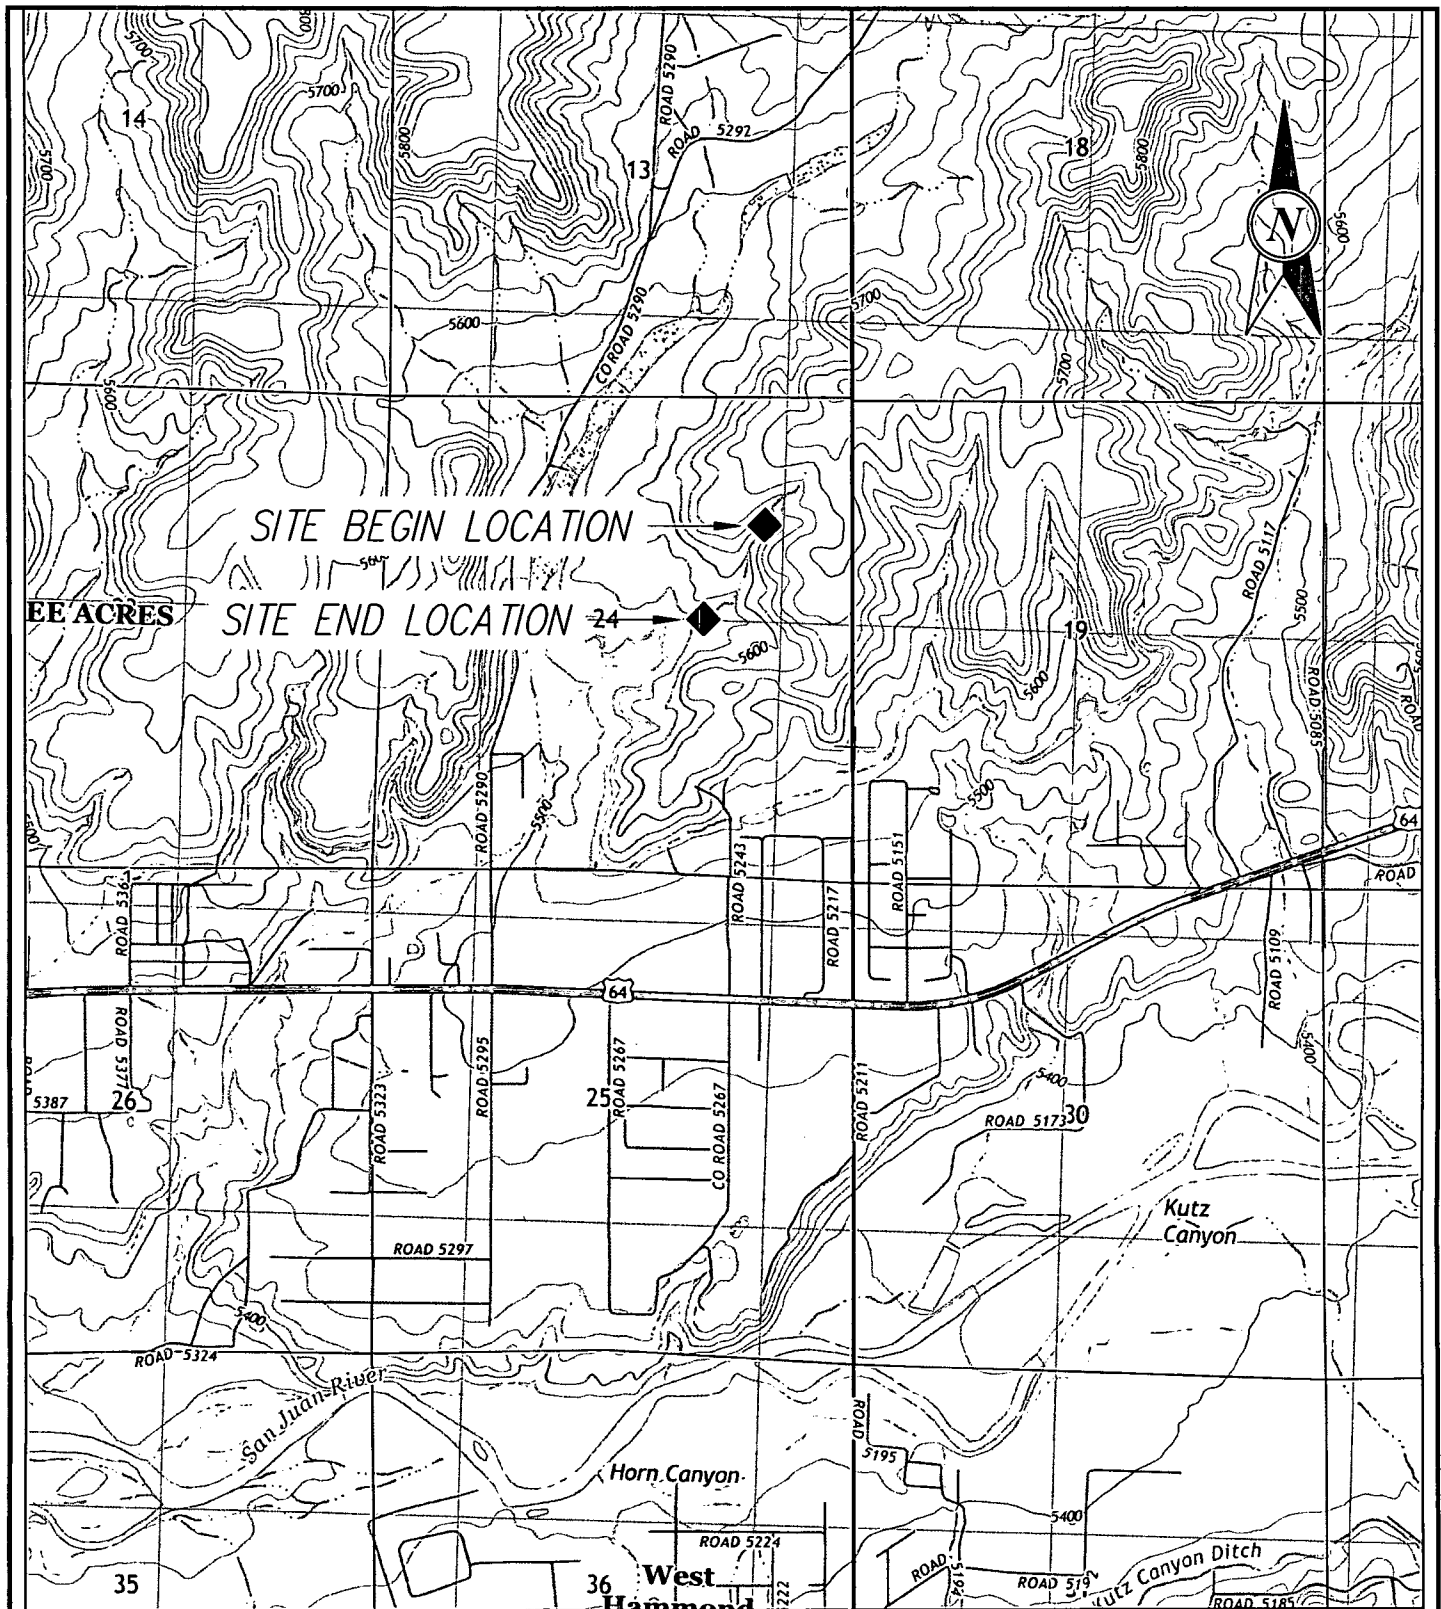 5700
5800
14
5700
5800
5700
ROAD 5290
ROAD 5292
13
18
5800
N
5600
5700
CO ROAD 5290
5600
5700
5600
SITE BEGIN LOCATION
ROAD 5117
5500
EE ACRES
SITE END LOCATION
24
19
5600
5600
ROAD 5085
ROAD
ROAD 5290
5500
5500
64
ROAD 5243
ROAD 5151
ROAD 5217
ROAD
ROAD 5109
64
ROAD 5377
ROAD 5295
ROAD 5267
5400
5387
26
ROAD 5323
25
CO ROAD 5267
ROAD 5211
5400
ROAD 5173
30
Kutz
Canyon
ROAD 5297
5400
ROAD 5324
San Juan River
ROAD
5195
Horn Canyon
5400
ROAD 5224
35
36
West
Hammond
ROAD
5194
ROAD 519
Kutz Canyon Ditch
ROAD 5185